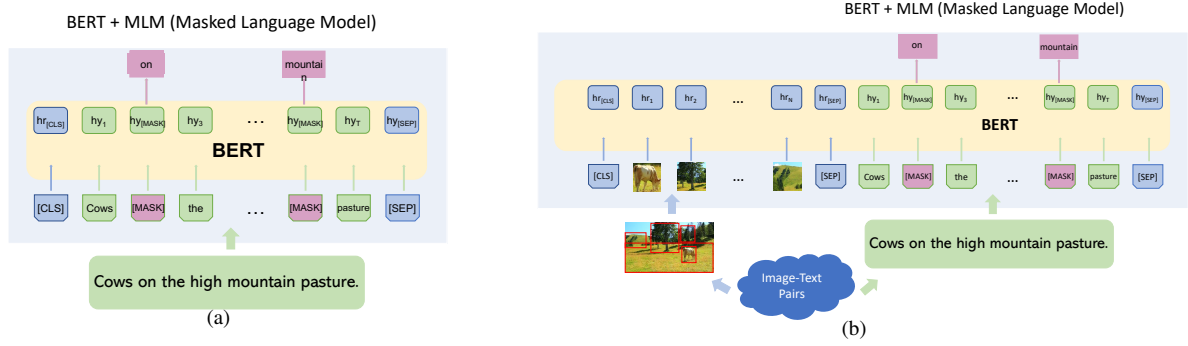 BERT + MLM (Masked Language Model)
on mountai
n
hr[CLS] hy1 hy[MASK] hy3 ... hy[MASK] hyT hy[SEP]
BERT
[CLS] Cows [MASK] the ... [MASK] pasture [SEP]
Cows on the high mountain pasture.
(a)
BERT + MLM (Masked Language Model)
on mountain
hr[CLS] hr1 hr2 ... hrN hr[SEP] hy1 hy[MASK] hy3 ... hy[MASK] hyT hy[SEP]
BERT
[CLS] ... [SEP] Cows [MASK] the ... [MASK] pasture [SEP]
Cows on the high mountain pasture.
Image-Text
Pairs
(b)